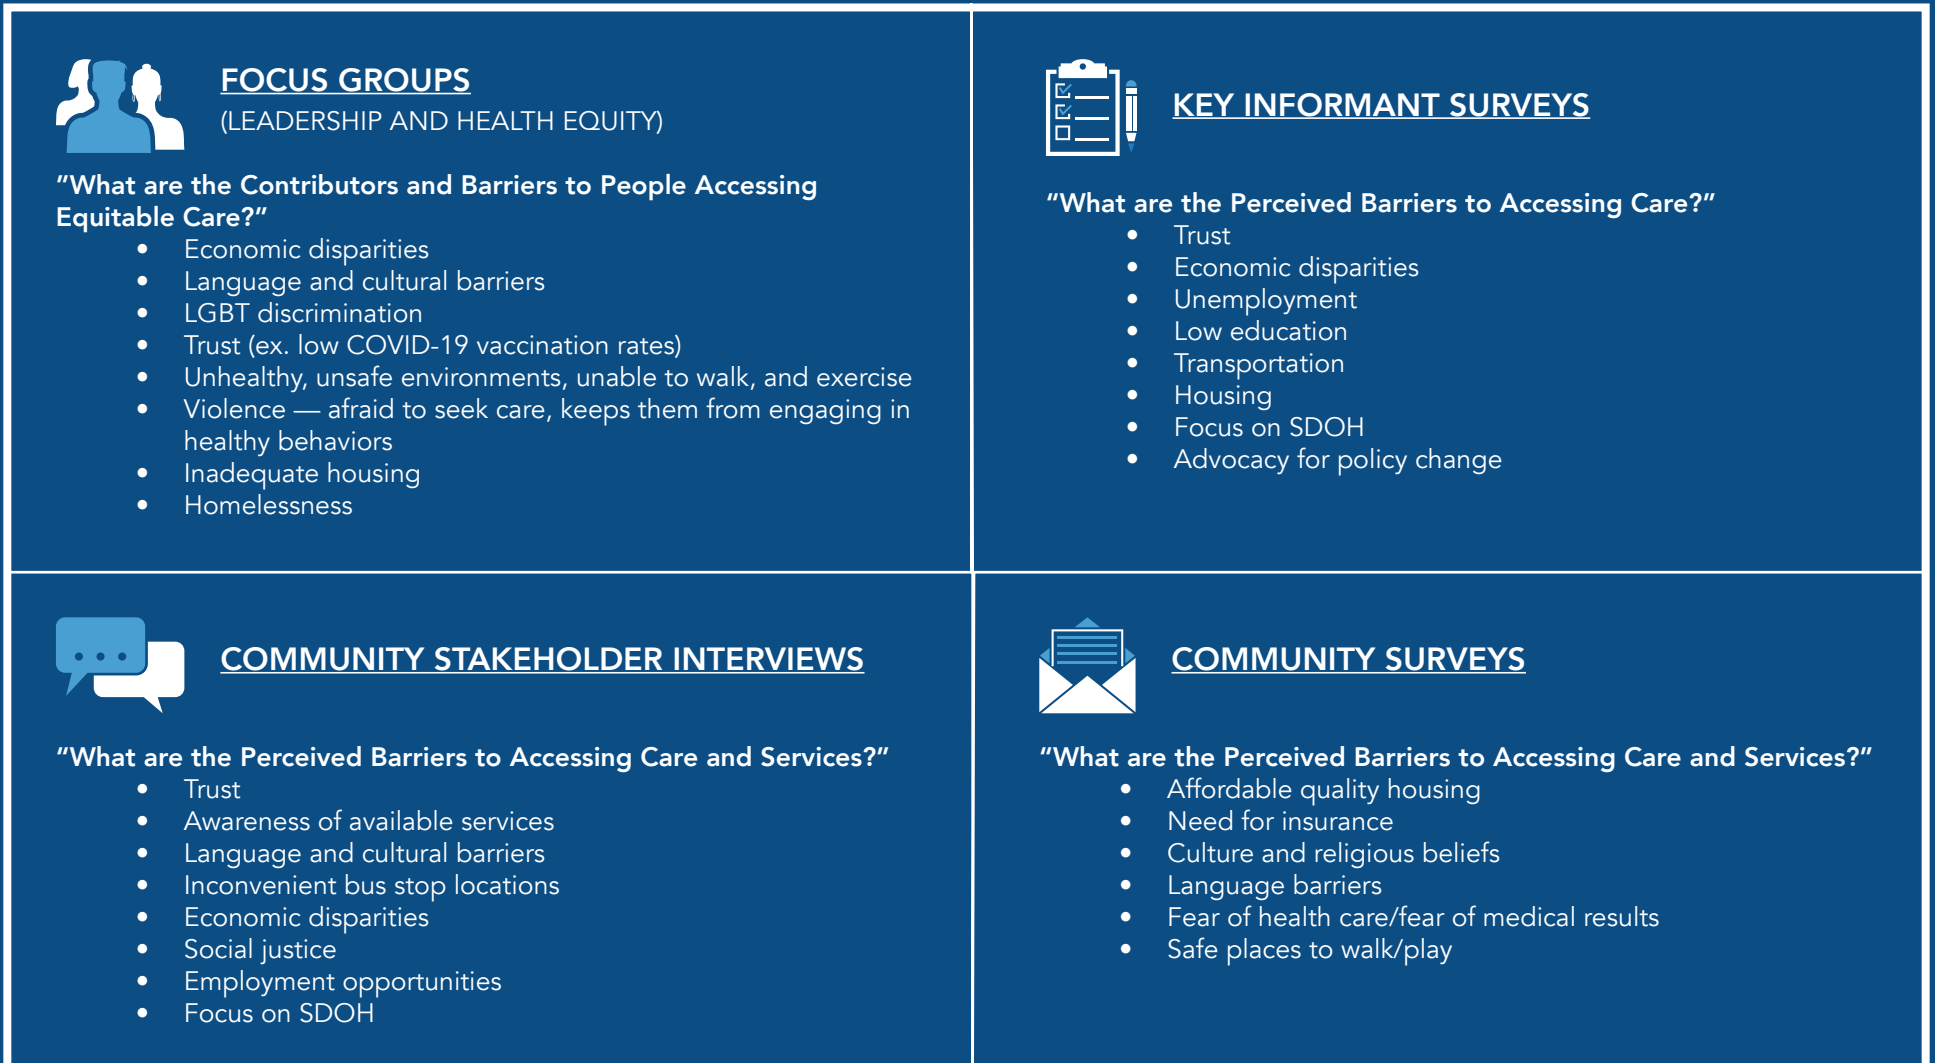 FOCUS GROUPS
(LEADERSHIP AND HEALTH EQUITY)
"What are the Contributors and Barriers to People Accessing
Equitable Care?"
• Economic disparities
• Language and cultural barriers
• LGBT discrimination
• Trust (ex. low COVID-19 vaccination rates)
• Unhealthy, unsafe environments, unable to walk, and exercise
• Violence — afraid to seek care, keeps them from engaging in
healthy behaviors
• Inadequate housing
• Homelessness
KEY INFORMANT SURVEYS
"What are the Perceived Barriers to Accessing Care?"
• Trust
• Economic disparities
• Unemployment
• Low education
• Transportation
• Housing
• Focus on SDOH
• Advocacy for policy change
COMMUNITY STAKEHOLDER INTERVIEWS
"What are the Perceived Barriers to Accessing Care and Services?"
• Trust
• Awareness of available services
• Language and cultural barriers
• Inconvenient bus stop locations
• Economic disparities
• Social justice
• Employment opportunities
• Focus on SDOH
COMMUNITY SURVEYS
"What are the Perceived Barriers to Accessing Care and Services?"
• Affordable quality housing
• Need for insurance
• Culture and religious beliefs
• Language barriers
• Fear of health care/fear of medical results
• Safe places to walk/play